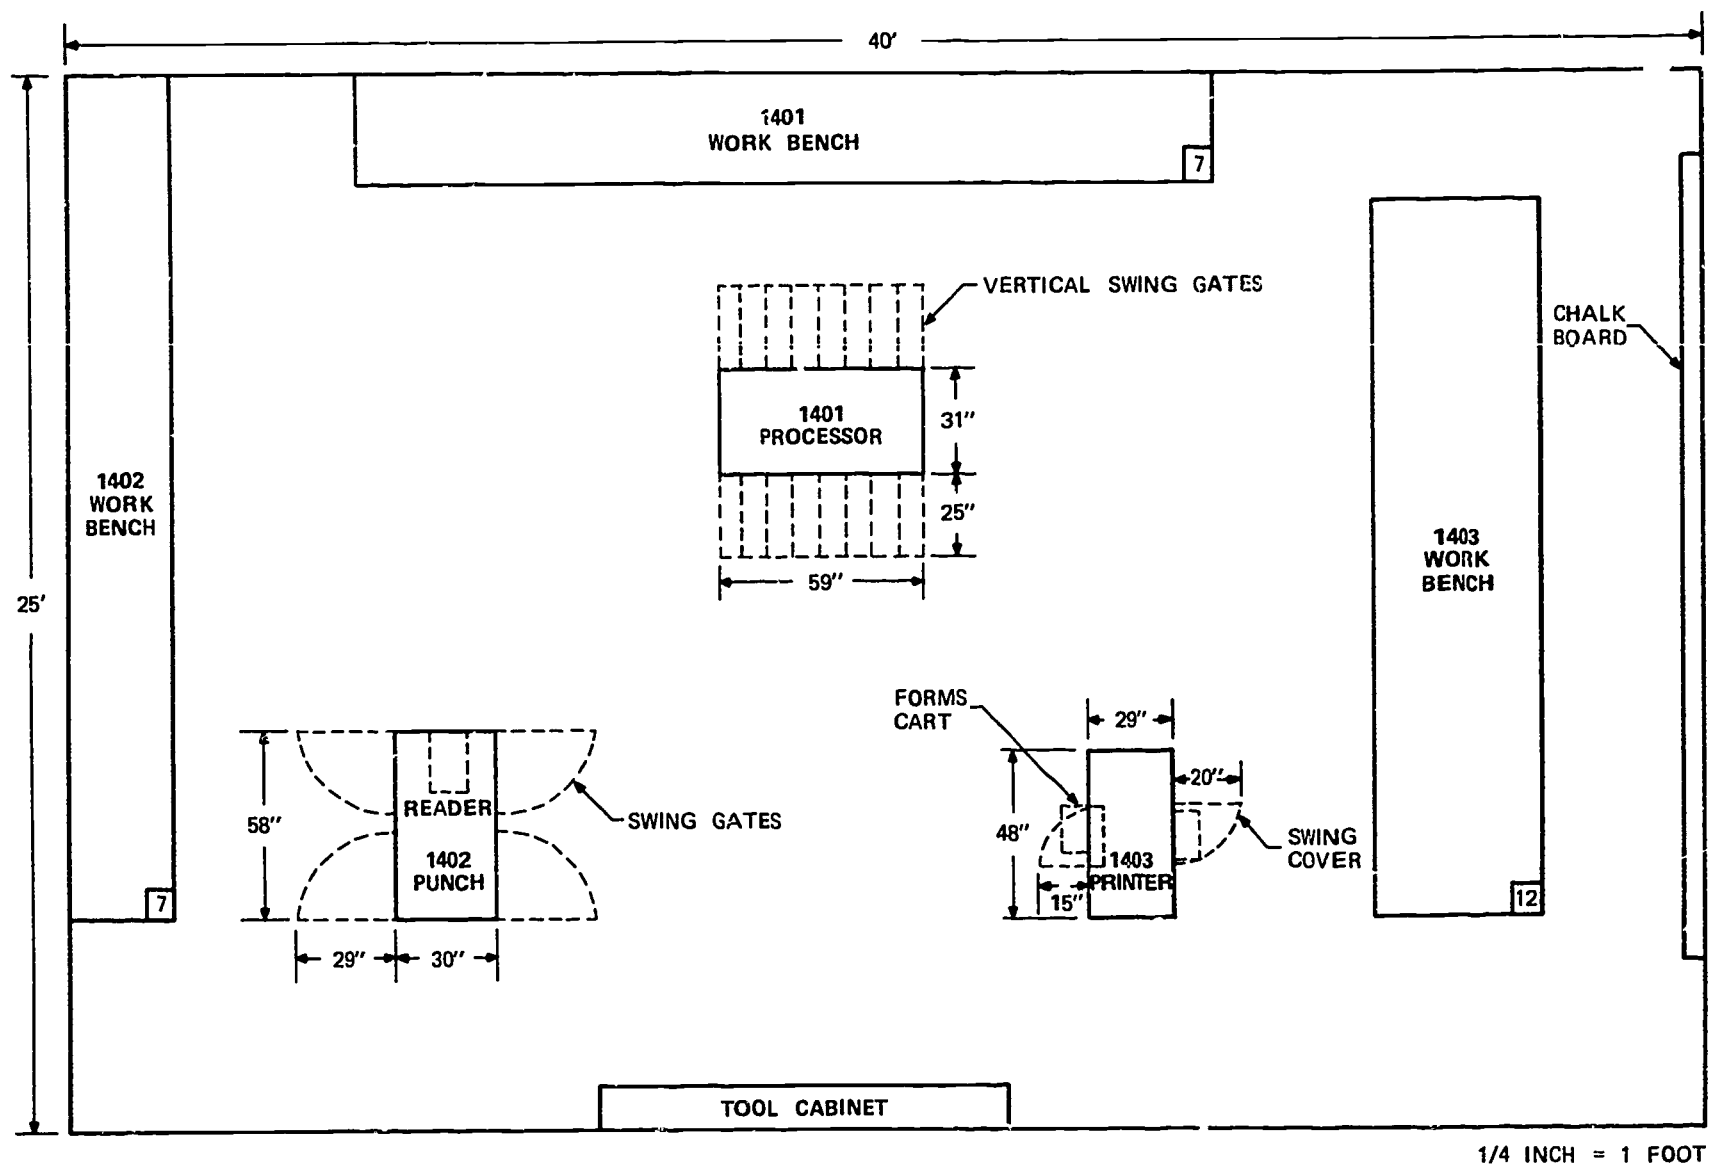 40'
1401
WORK BENCH
7
VERTICAL SWING GATES
CHALK
BOARD
1401
PROCESSOR
31"
25"
59"
1402
WORK
BENCH
7
25'
1403
WORK
BENCH
12
FORMS
CART
29"
20"
48"
15"
1403
PRINTER
SWING
COVER
58"
READER
1402
PUNCH
SWING GATES
29"
30"
TOOL CABINET
1/4 INCH = 1 FOOT